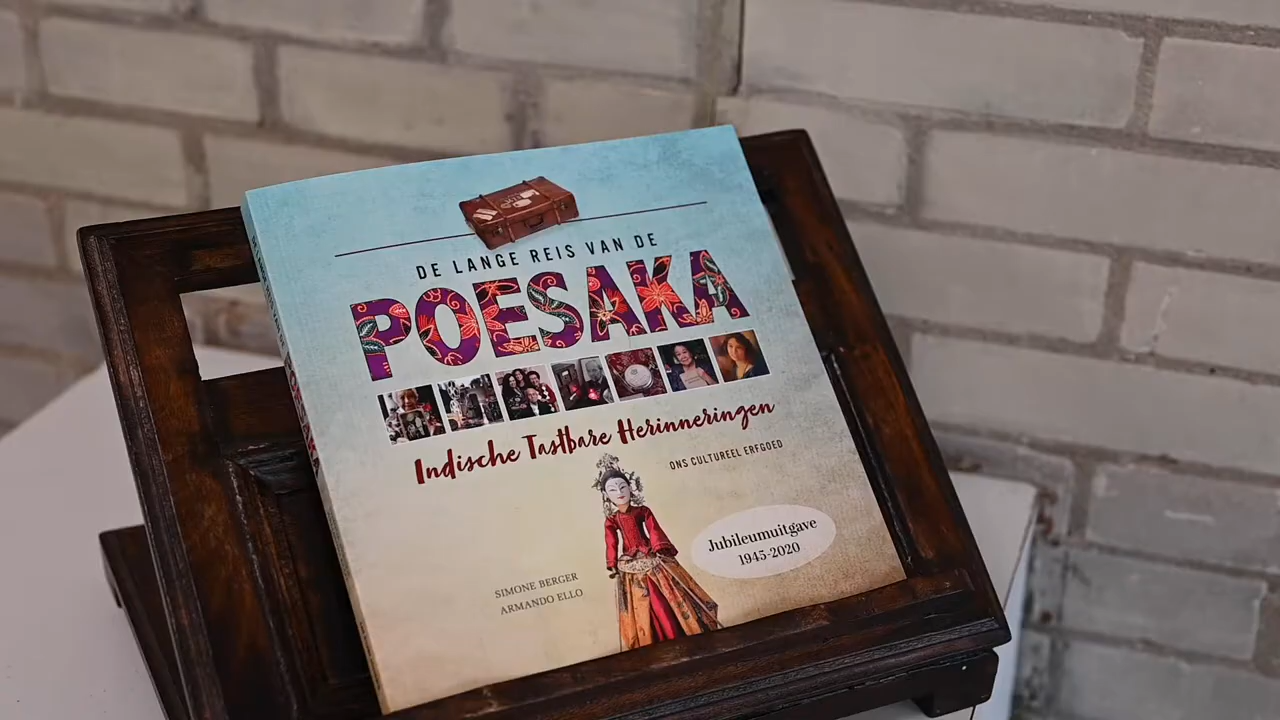 DE LANGE REIS VAN DE
POESAKA
Indische Tastbare Herinneringen
ONS CULTUREEL ERFGOED
Jubileumuitgave
1945-2020
SIMONE BERGER
ARMANDO ELLO